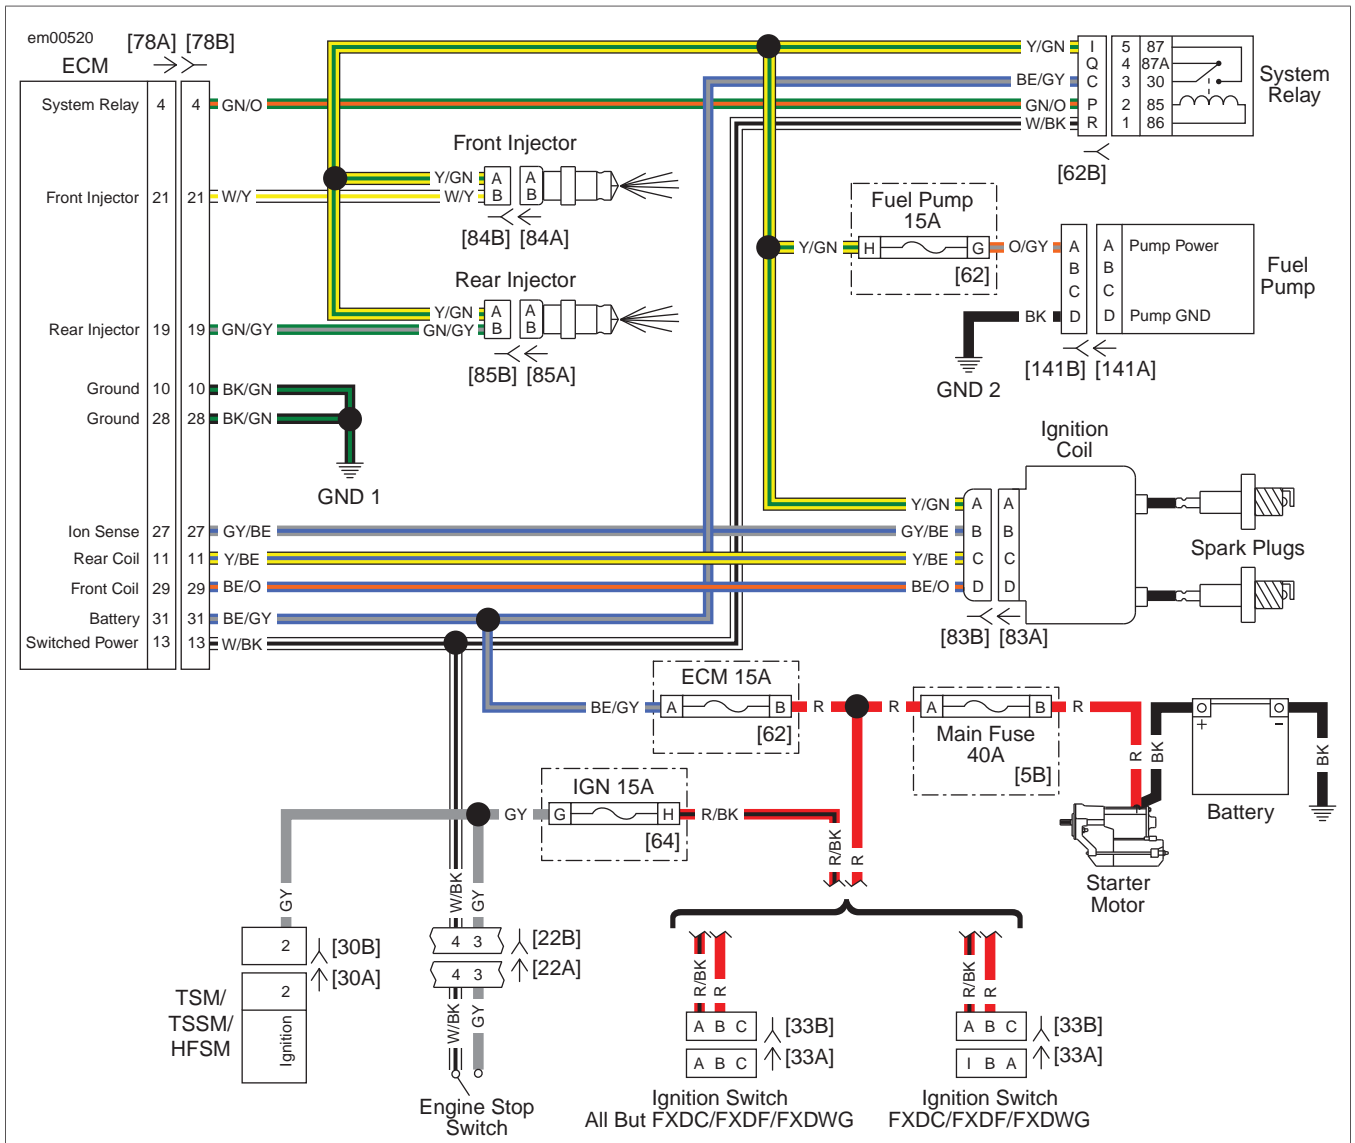 em00520
[78A] [78B]
ECM
System Relay 4 4 GN/O
Front Injector 21 21 W/Y
Rear Injector 19 19 GN/GY
Ground 10 10 BK/GN
Ground 28 28 BK/GN
GND 1
Ion Sense 27 27 GY/BE
Rear Coil 11 11 Y/BE
Front Coil 29 29 BE/O
Battery 31 31 BE/GY
Switched Power 13 13 W/BK
Front Injector
Y/GN A A
W/Y B B
[84B] [84A]
Rear Injector
Y/GN A A
GN/GY B B
[85B] [85A]
Y/GN I 5 87
Q 4 87A
BE/GY C 3 30
GN/O P 2 85
W/BK R 1 86
System
Relay
[62B]
Fuel Pump
15A
Y/GN H G O/GY
[62]
A A Pump Power
B B
C C
BK D D Pump GND
Fuel
Pump
GND 2
[141B] [141A]
Ignition
Coil
Y/GN A A
GY/BE B B
Y/BE C C
BE/O D D
[83B] [83A]
Spark Plugs
ECM 15A
BE/GY A B R
[62]
R A B R
Main Fuse
40A
[5B]
R
BK
+ -
BK
Battery
Starter
Motor
IGN 15A
GY G H R/BK
[64]
R/BK
R
GY
W/BK
GY
2
[30B]
[30A]
2
Ignition
TSM/
TSSM/
HFSM
4 3
[22B]
4 3
[22A]
W/BK
GY
Engine Stop
Switch
R/BK
R
A B C
[33B]
A B C
[33A]
Ignition Switch
All But FXDC/FXDF/FXDWG
R/BK
R
A B C
[33B]
I B A
[33A]
Ignition Switch
FXDC/FXDF/FXDWG